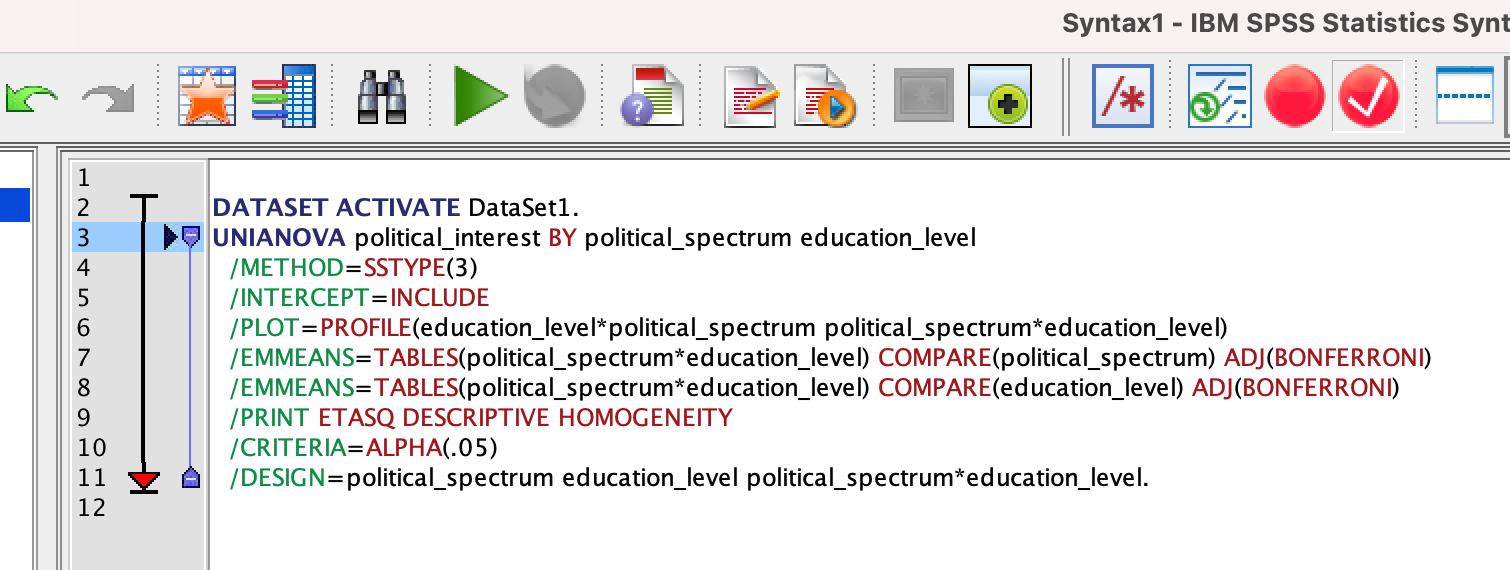 Syntax1 - IBM SPSS Statistics
1
2 DATASET ACTIVATE DataSet1.
3 UNIANOVA political_interest BY political_spectrum education_level
4 /METHOD=SSTYPE(3)
5 /INTERCEPT=INCLUDE
6 /PLOT=PROFILE(education_level*political_spectrum political_spectrum*education_level)
7 /EMMEANS=TABLES(political_spectrum*education_level) COMPARE(political_spectrum) ADJ(BONFERRONI)
8 /EMMEANS=TABLES(political_spectrum*education_level) COMPARE(education_level) ADJ(BONFERRONI)
9 /PRINT ETASQ DESCRIPTIVE HOMOGENEITY
10 /CRITERIA=ALPHA(.05)
11 /DESIGN=political_spectrum education_level political_spectrum*education_level.
12